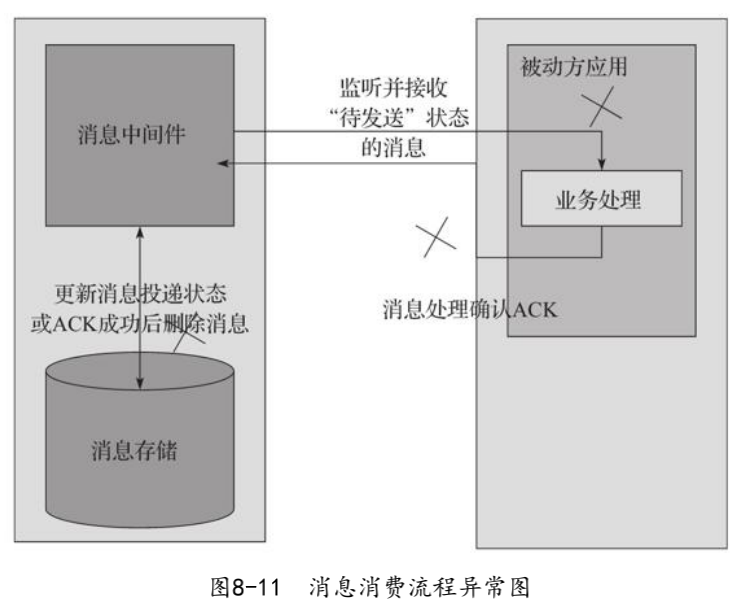 被动方应用
监听并接收
“待发送”状态
的消息
消息中间件
业务处理
更新消息投递状态
或ACK成功后删除消息
消息处理确认ACK
消息存储
图8-11 消息消费流程异常图